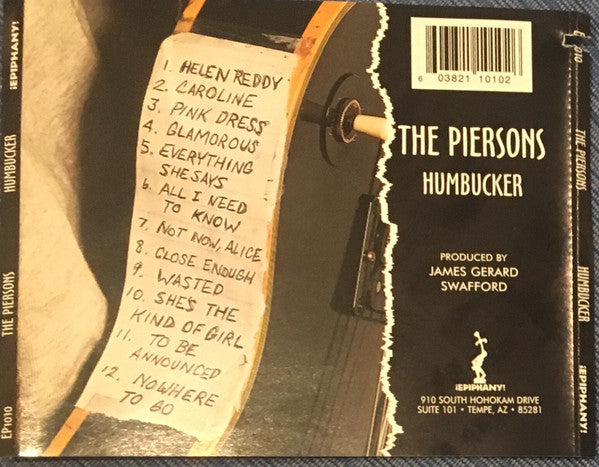 ¡EPIPHANY!
HUMBUCKER
THE PIERSONS
EP1010
1. HELEN REDDY
2. CAROLINE
3. PINK DRESS
4. GLAMOROUS
5. EVERYTHING
SHE SAYS
6. ALL I NEED
TO KNOW
7. NOT NOW, ALICE
8. CLOSE ENOUGH
9. WASTED
10. SHE'S THE
KIND OF GIRL
11. TO BE
ANNOUNCED
12. NOWHERE
TO GO
6 03821 10102
THE PIERSONS
HUMBUCKER
PRODUCED BY
JAMES GERARD
SWAFFORD
¡EPIPHANY!
910 SOUTH HOHOKAM DRIVE
SUITE 101 • TEMPE, AZ • 85281
THE PIERSONS
HUMBUCKER
¡EPIPHANY!